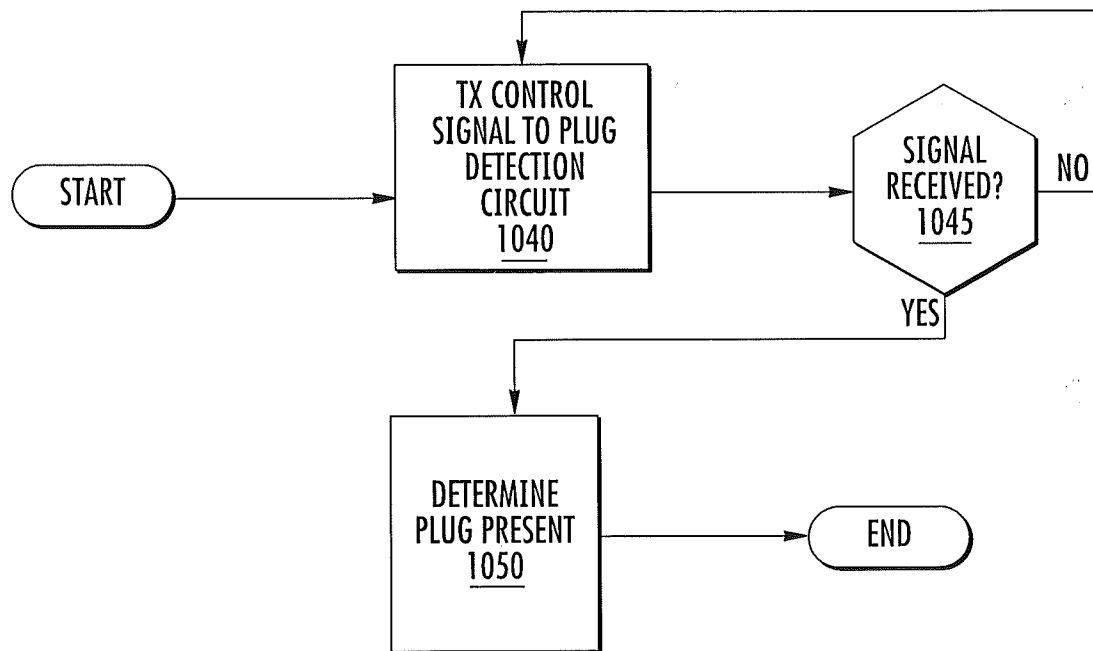 START
TX CONTROL
SIGNAL TO PLUG
DETECTION
CIRCUIT
1040
SIGNAL
RECEIVED?
1045
NO
YES
DETERMINE
PLUG PRESENT
1050
END